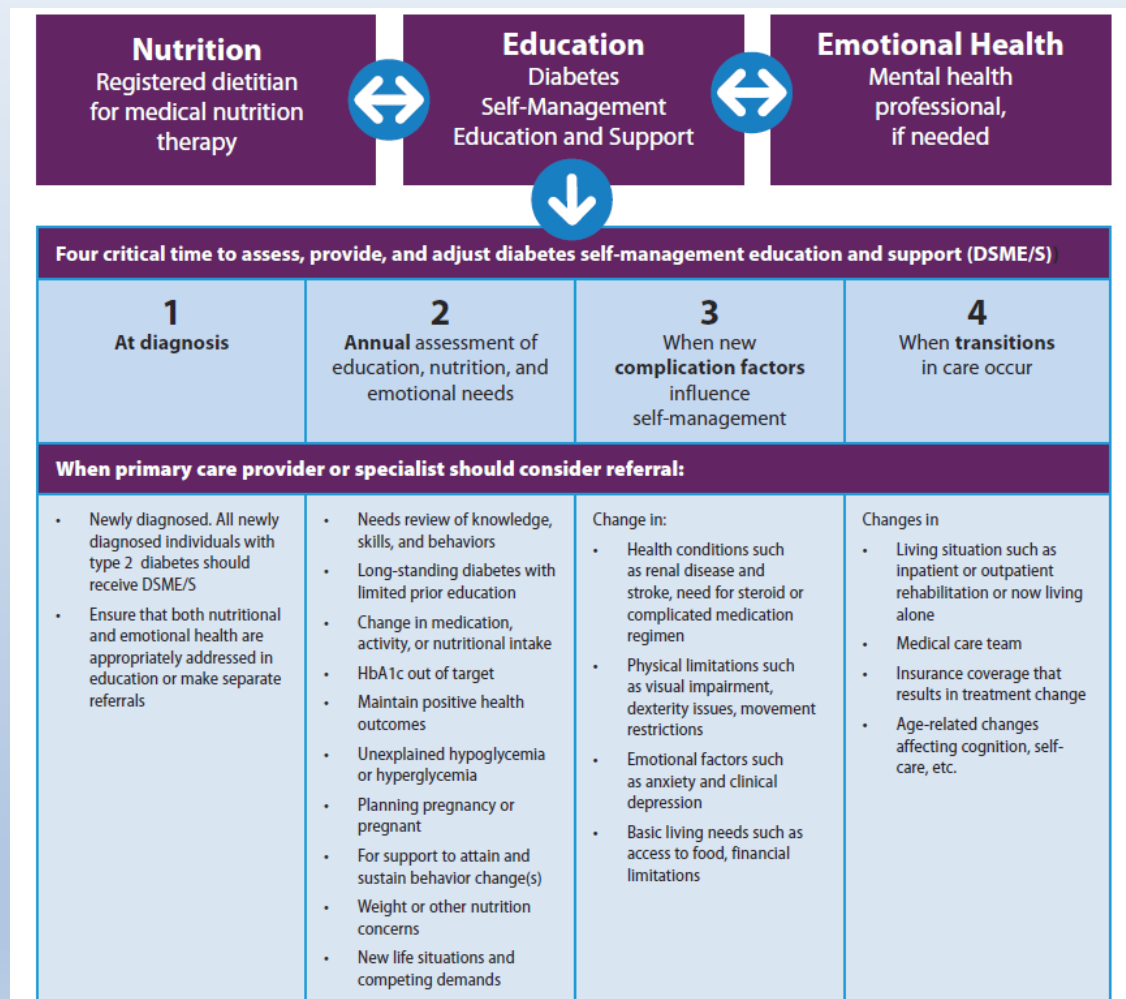 Nutrition
Registered dietitian
for medical nutrition
therapy
Education
Diabetes
Self-Management
Education and Support
Emotional Health
Mental health
professional,
if needed
Four critical time to assess, provide, and adjust diabetes self-management education and support (DSME/S))
1
At diagnosis
2
Annual assessment of
education, nutrition, and
emotional needs
3
When new
complication factors
influence
self-management
4
When transitions
in care occur
When primary care provider or specialist should consider referral:
• Newly diagnosed. All newly
diagnosed individuals with
type 2 diabetes should
receive DSME/S
• Ensure that both nutritional
and emotional health are
appropriately addressed in
education or make separate
referrals
• Needs review of knowledge,
skills, and behaviors
• Long-standing diabetes with
limited prior education
• Change in medication,
activity, or nutritional intake
• HbA1c out of target
• Maintain positive health
outcomes
• Unexplained hypoglycemia
or hyperglycemia
• Planning pregnancy or
pregnant
• For support to attain and
sustain behavior change(s)
• Weight or other nutrition
concerns
• New life situations and
competing demands
Change in:
• Health conditions such
as renal disease and
stroke, need for steroid or
complicated medication
regimen
• Physical limitations such
as visual impairment,
dexterity issues, movement
restrictions
• Emotional factors such
as anxiety and clinical
depression
• Basic living needs such as
access to food, financial
limitations
Changes in
• Living situation such as
inpatient or outpatient
rehabilitation or now living
alone
• Medical care team
• Insurance coverage that
results in treatment change
• Age-related changes
affecting cognition, self-
care, etc.